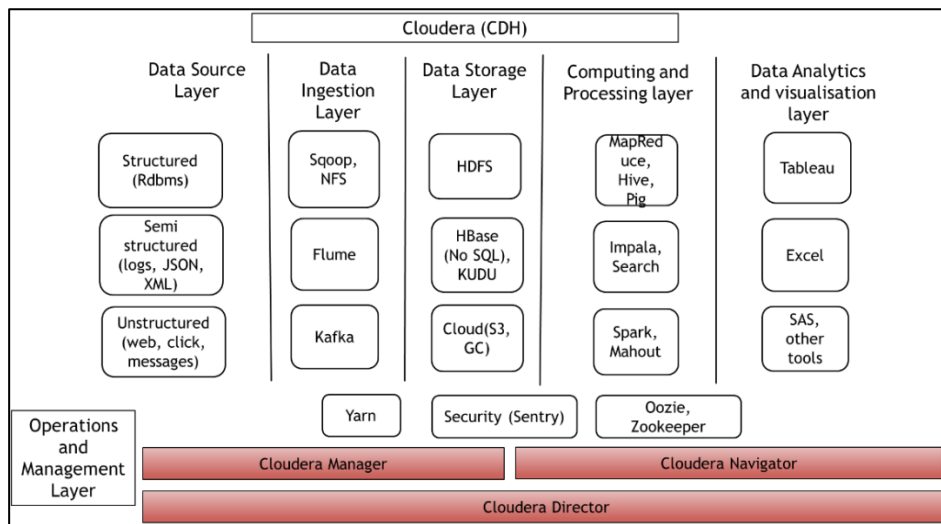 Cloudera (CDH)
Data Source
Layer
Data
Ingestion
Layer
Data Storage
Layer
Computing and
Processing layer
Data Analytics
and visualisation
layer
Structured
(Rdbms)
Sqoop,
NFS
HDFS
MapRed
uce,
Hive,
Pig
Tableau
Semi
structured
(logs, JSON,
XML)
Flume
HBase
(No SQL),
KUDU
Impala,
Search
Excel
Unstructured
(web, click,
messages)
Kafka
Cloud(S3,
GC)
Spark,
Mahout
SAS,
other
tools
Yarn
Security (Sentry)
Oozie,
Zookeeper
Operations
and
Management
Layer
Cloudera Manager
Cloudera Navigator
Cloudera Director